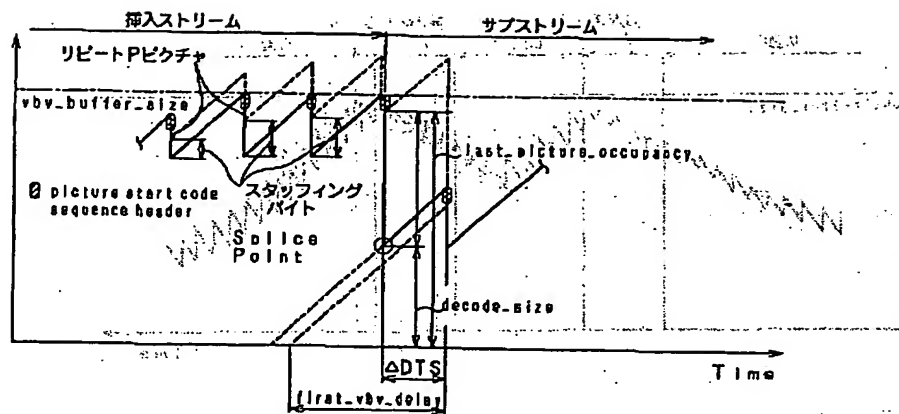 挿入ストリーム
サブストリーム
リピートPピクチャ
vbv_buffer_size
last_picture_occupancy
picture start code
sequence header
スタッフィング
バイト
Splice
Point
decode_size
ΔDTS
Time
first_vbv_delay